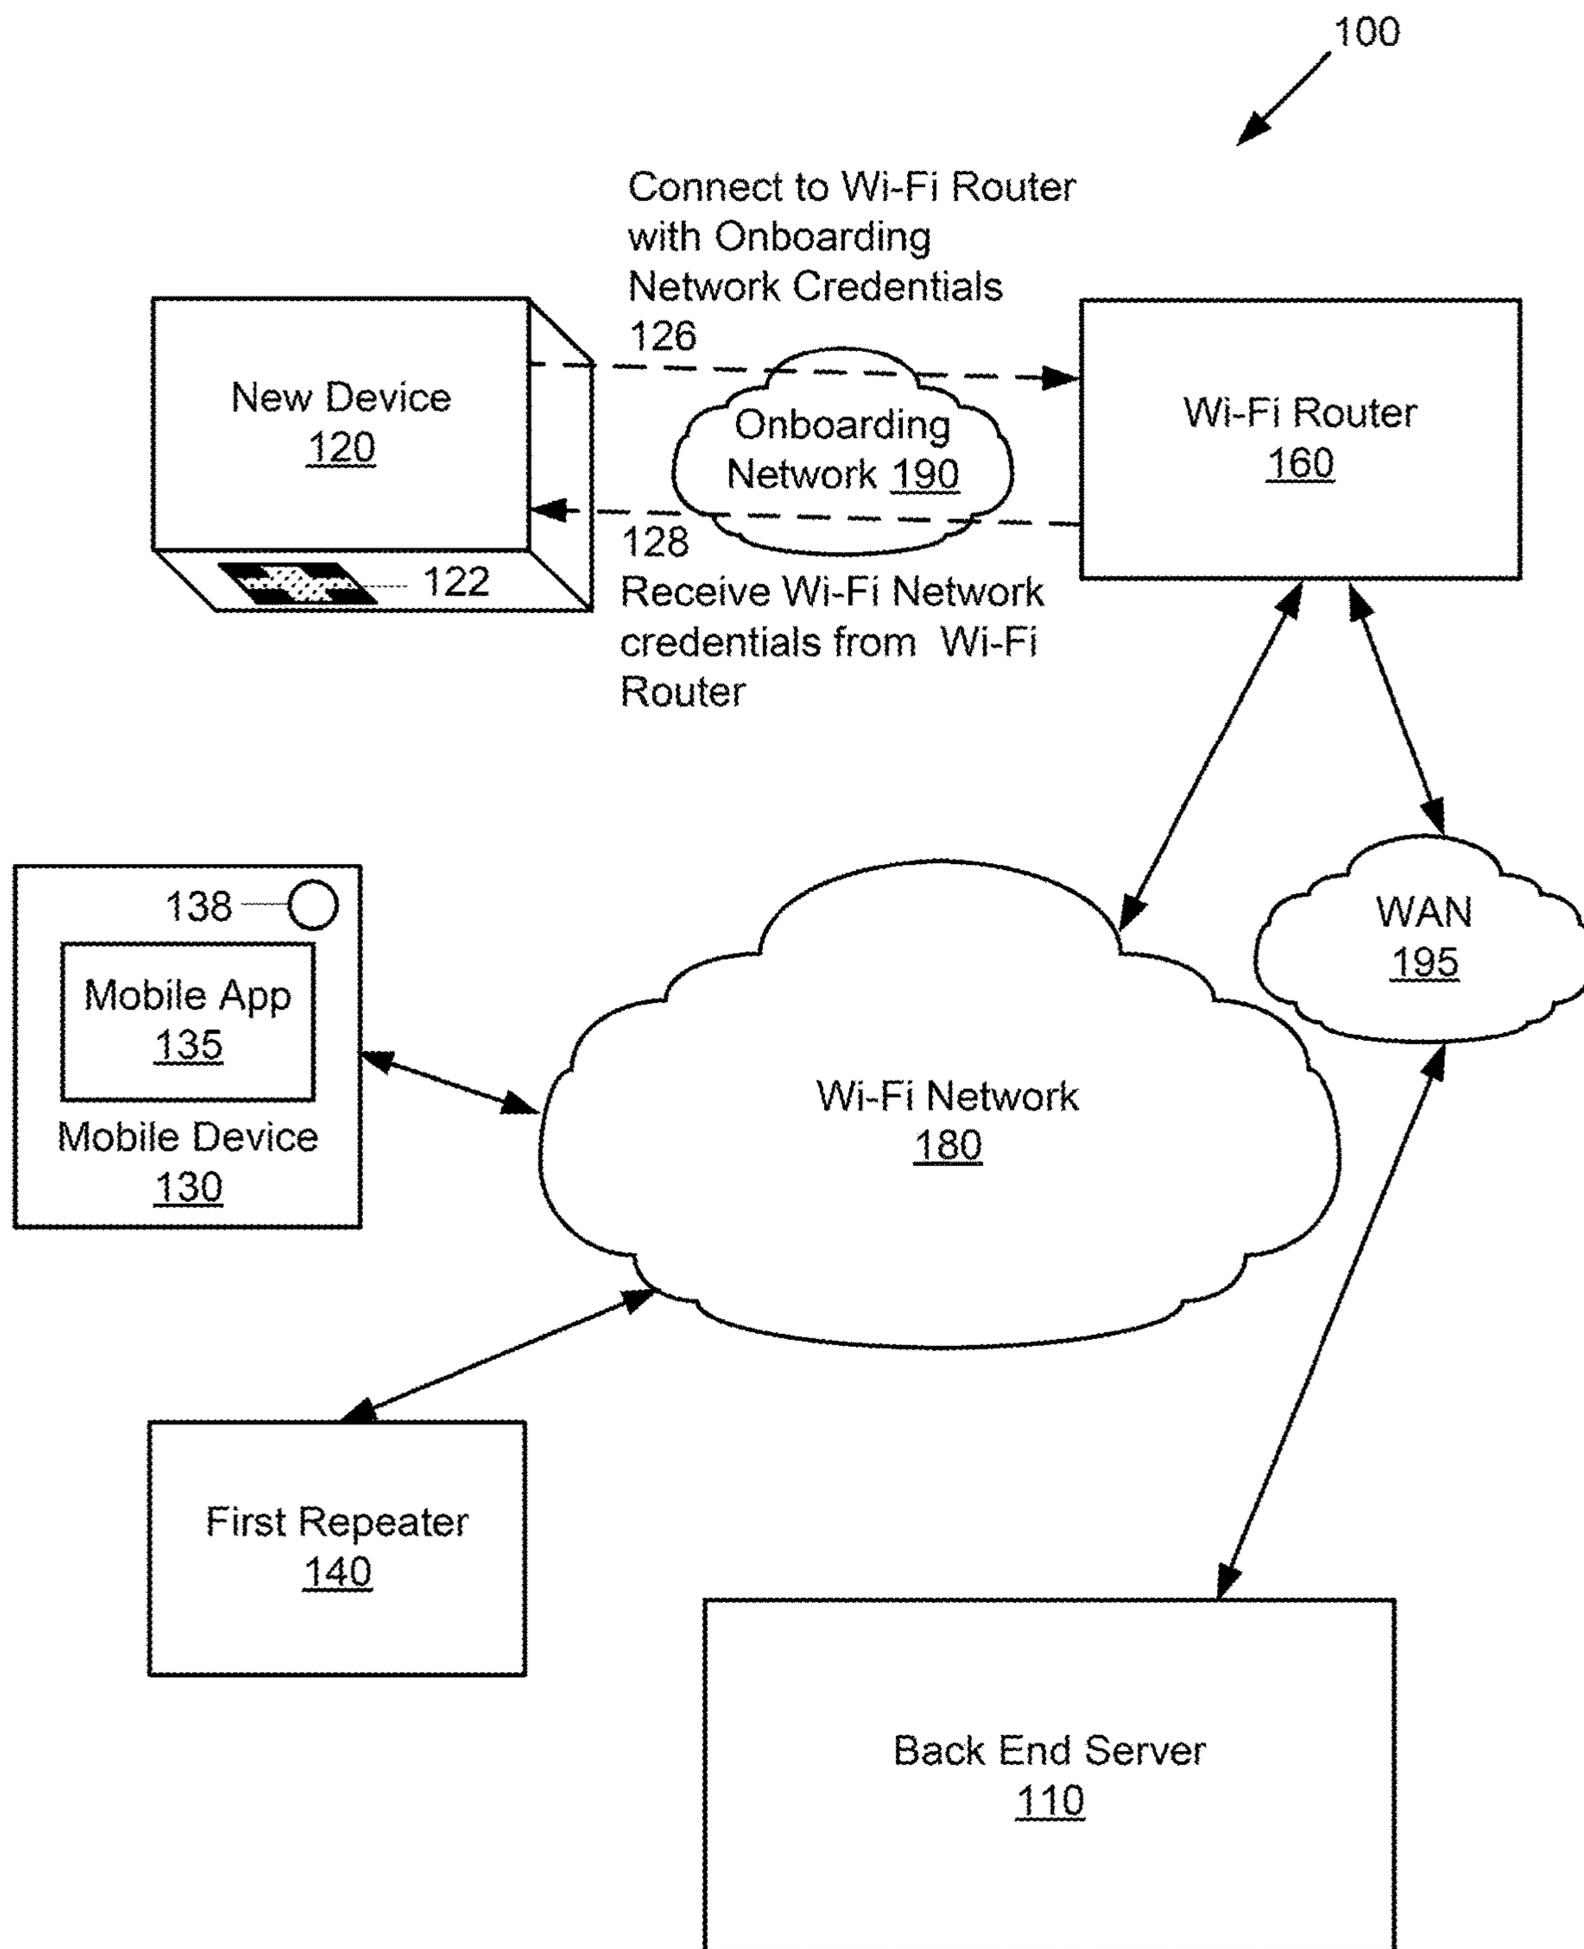 100
Connect to Wi-Fi Router
with Onboarding
Network Credentials
126
New Device
120
Onboarding
Network 190
Wi-Fi Router
160
122
128
Receive Wi-Fi Network
credentials from Wi-Fi
Router
138
Mobile App
135
Mobile Device
130
WAN
195
Wi-Fi Network
180
First Repeater
140
Back End Server
110